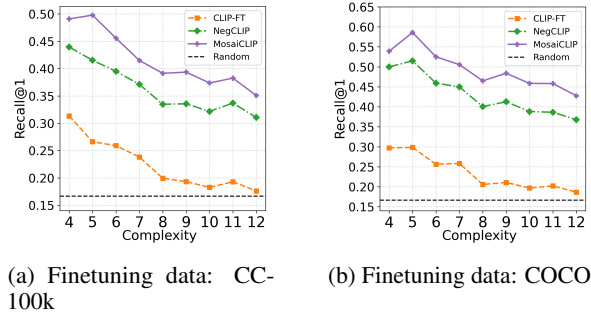 0.50
0.45
0.40
0.35
0.30
0.25
0.20
0.15
Recall@1
4 5 6 7 8 9 10 11 12
Complexity
CLIP-FT
NegCLIP
MosaiCLIP
Random
0.65
0.60
0.55
0.50
0.45
0.40
0.35
0.30
0.25
0.20
0.15
Recall@1
4 5 6 7 8 9 10 11 12
Complexity
CLIP-FT
NegCLIP
MosaiCLIP
Random
(a) Finetuning data: CC-
100k
(b) Finetuning data: COCO